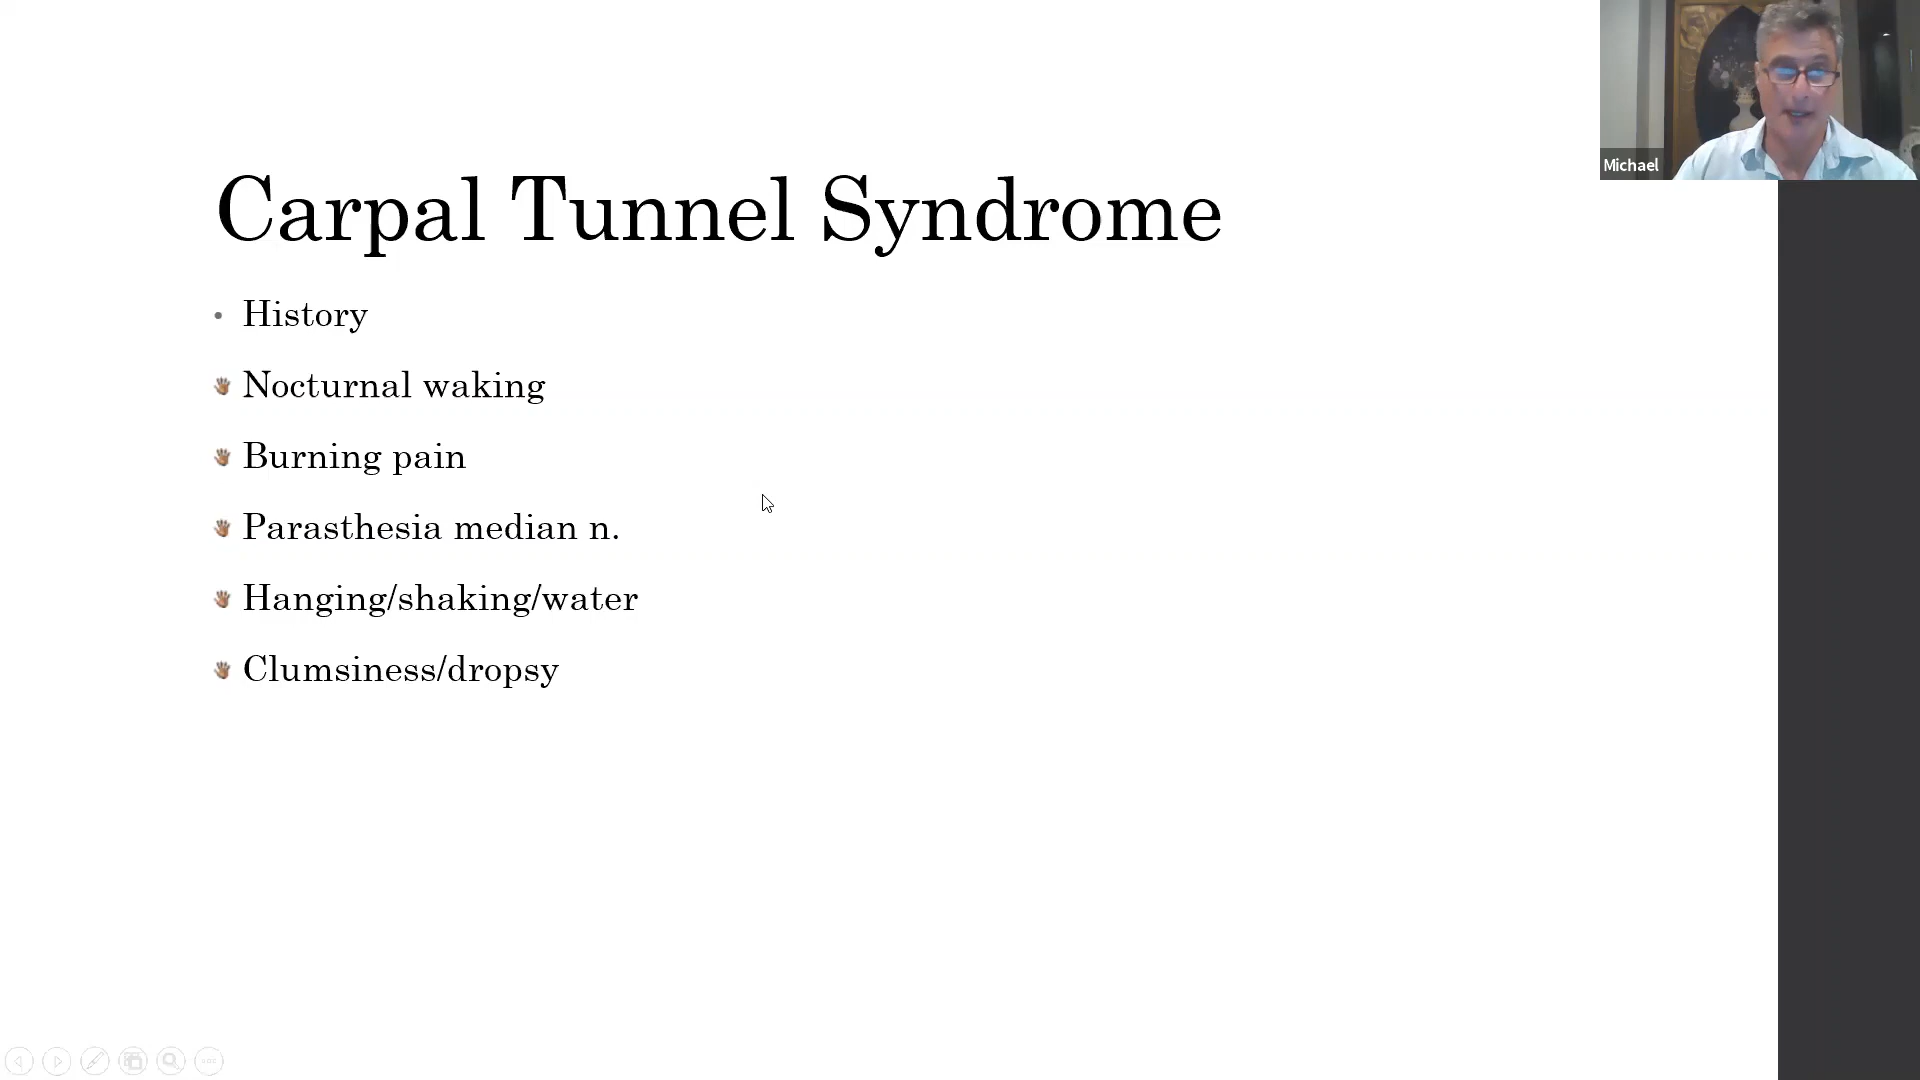 Carpal Tunnel Syndrome
• History
Nocturnal waking
Burning pain
Parasthesia median n.
Hanging/shaking/water
Clumsiness/dropsy
Michael